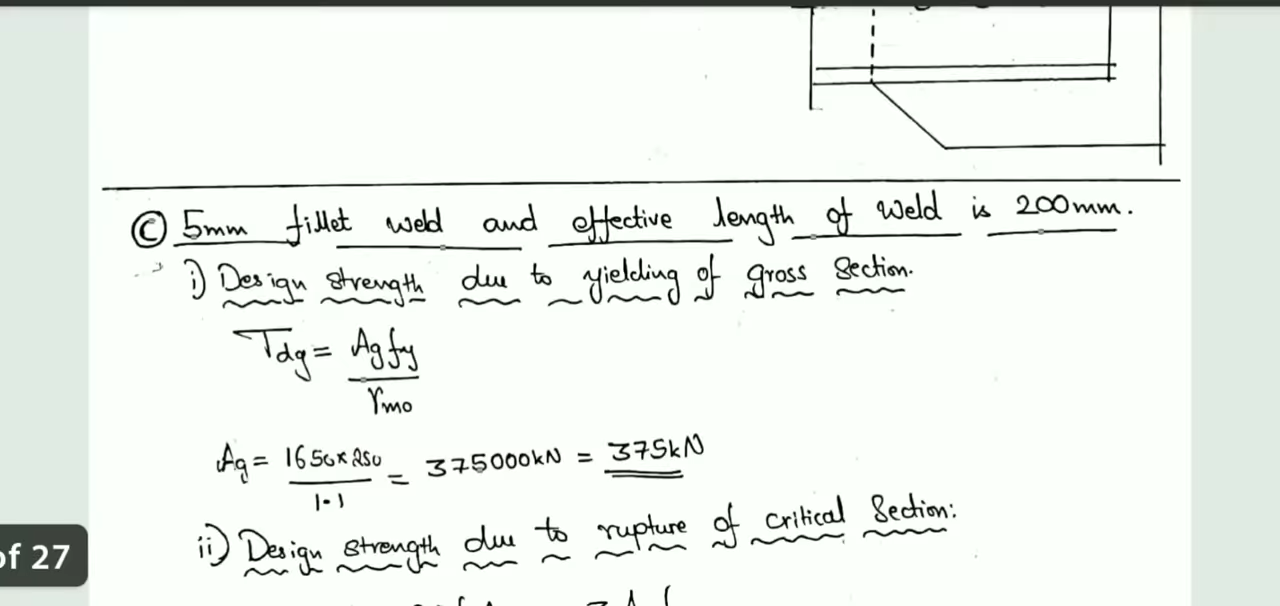 Ⓒ 5mm fillet weld and effective length of weld is 200mm.
i) Design strength due to yielding of gross section.
Tdg = Agfy / γmo
Ag = 1650×250 / 1.1 = 375000kN = 375kN
ii) Design strength due to rupture of critical section:
of 27